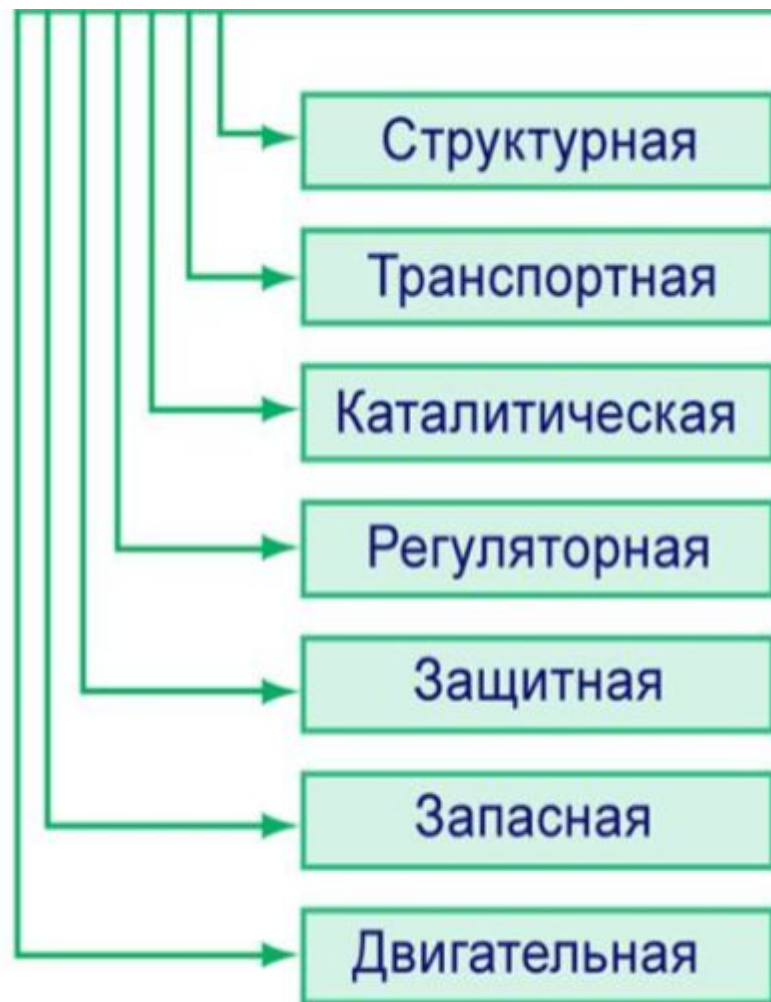 Структурная
Транспортная
Каталитическая
Регуляторная
Защитная
Запасная
Двигательная